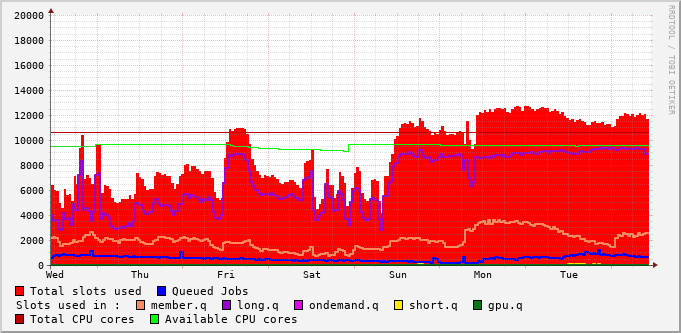 20000
18000
16000
14000
12000
10000
8000
6000
4000
2000
0
Wed Thu Fri Sat Sun Mon Tue
RRDTOOL / TOBI OETIKER
Total slots used Queued Jobs
Slots used in : member.q long.q ondemand.q short.q gpu.q
Total CPU cores Available CPU cores